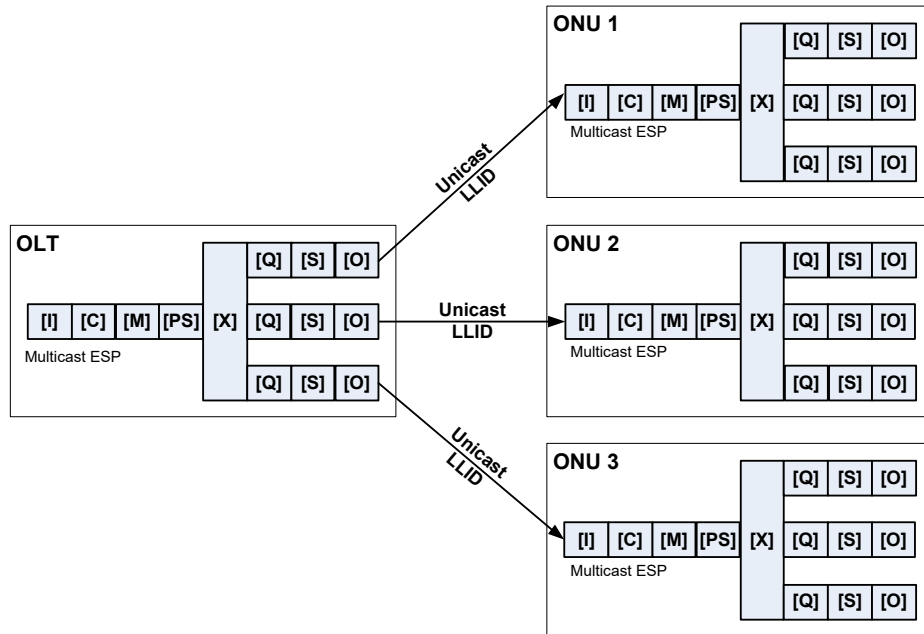 ONU 1
[Q] [S] [O]
[I] [C] [M] [PS] [X] [Q] [S] [O]
Multicast ESP
[Q] [S] [O]
Unicast
LLID
OLT
[Q] [S] [O]
[I] [C] [M] [PS] [X] [Q] [S] [O]
Multicast ESP
[Q] [S] [O]
Unicast
LLID
ONU 2
[Q] [S] [O]
[I] [C] [M] [PS] [X] [Q] [S] [O]
Multicast ESP
[Q] [S] [O]
Unicast
LLID
ONU 3
[Q] [S] [O]
[I] [C] [M] [PS] [X] [Q] [S] [O]
Multicast ESP
[Q] [S] [O]